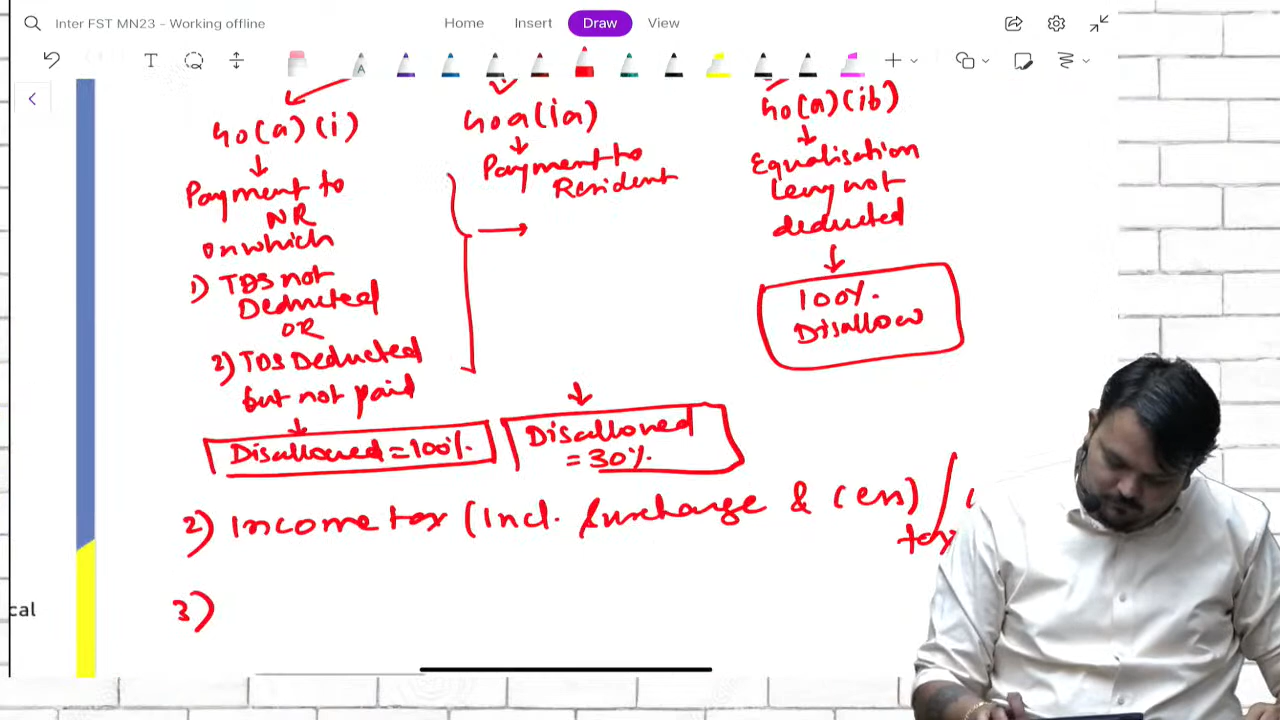 Inter FST MN23 - Working offline
Home Insert Draw View
40(a)(i)
Payment to
NR
on which
1) TDS not
Deducted
OR
2) TDS Deducted
but not paid
Disallowed = 100%.
40a(ia)
Payment to
Resident
Disallowed
= 30%.
40(a)(ib)
Equalisation
Levy not
deducted
100%.
Disallow
2) Income tax (Incl. Surcharge & Cess) /
tax
3)
cal